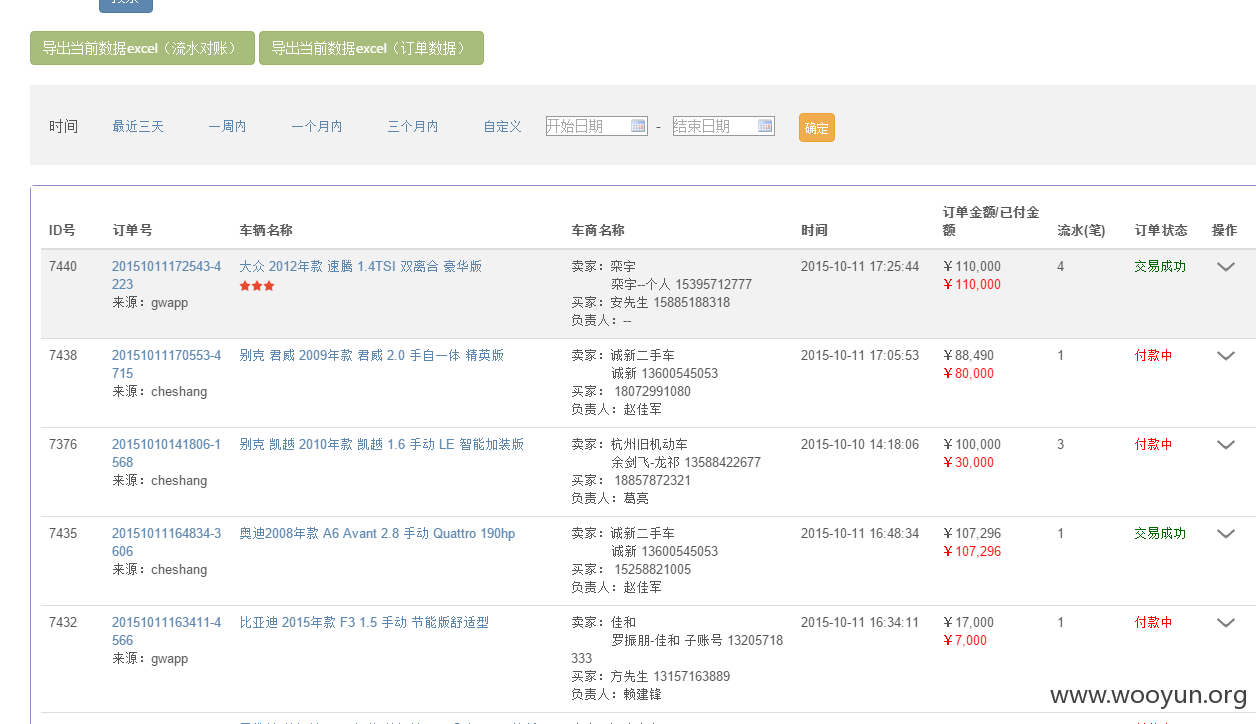 导出当前数据excel（流水对账） 导出当前数据excel（订单数据）
时间 最近三天 一周内 一个月内 三个月内 自定义 开始日期 - 结束日期 确定
ID号 订单号 车辆名称 车商名称 时间 订单金额/已付金额 流水(笔) 订单状态 操作
7440 20151011172543-4 大众 2012年款 速腾 1.4TSI 双离合 豪华版 卖家：栾宇 2015-10-11 17:25:44 ￥110,000 4 交易成功
223 栾宇--个人 15395712777 ￥110,000
来源：gwapp 买家：安先生 15885188318
负责人：--
7438 20151011170553-4 别克 君威 2009年款 君威 2.0 手自一体 精英版 卖家：诚新二手车 2015-10-11 17:05:53 ￥88,490 1 付款中
715 诚新 13600545053 ￥80,000
来源：cheshang 买家： 18072991080
负责人：赵佳军
7376 20151010141806-1 别克 凯越 2010年款 凯越 1.6 手动 LE 智能加装版 卖家：杭州旧机动车 2015-10-10 14:18:06 ￥100,000 3 付款中
568 余剑飞-龙祁 13588422677 ￥30,000
来源：cheshang 买家： 18857872321
负责人：葛亮
7435 20151011164834-3 奥迪2008年款 A6 Avant 2.8 手动 Quattro 190hp 卖家：诚新二手车 2015-10-11 16:48:34 ￥107,296 1 交易成功
606 诚新 13600545053 ￥107,296
来源：cheshang 买家： 15258821005
负责人：赵佳军
7432 20151011163411-4 比亚迪 2015年款 F3 1.5 手动 节能版舒适型 卖家：佳和 2015-10-11 16:34:11 ￥17,000 1 付款中
566 罗振朋-佳和 子账号 13205718 ￥7,000
来源：gwapp 333
买家：方先生 13157163889
负责人：赖建锋
www.wooyun.org